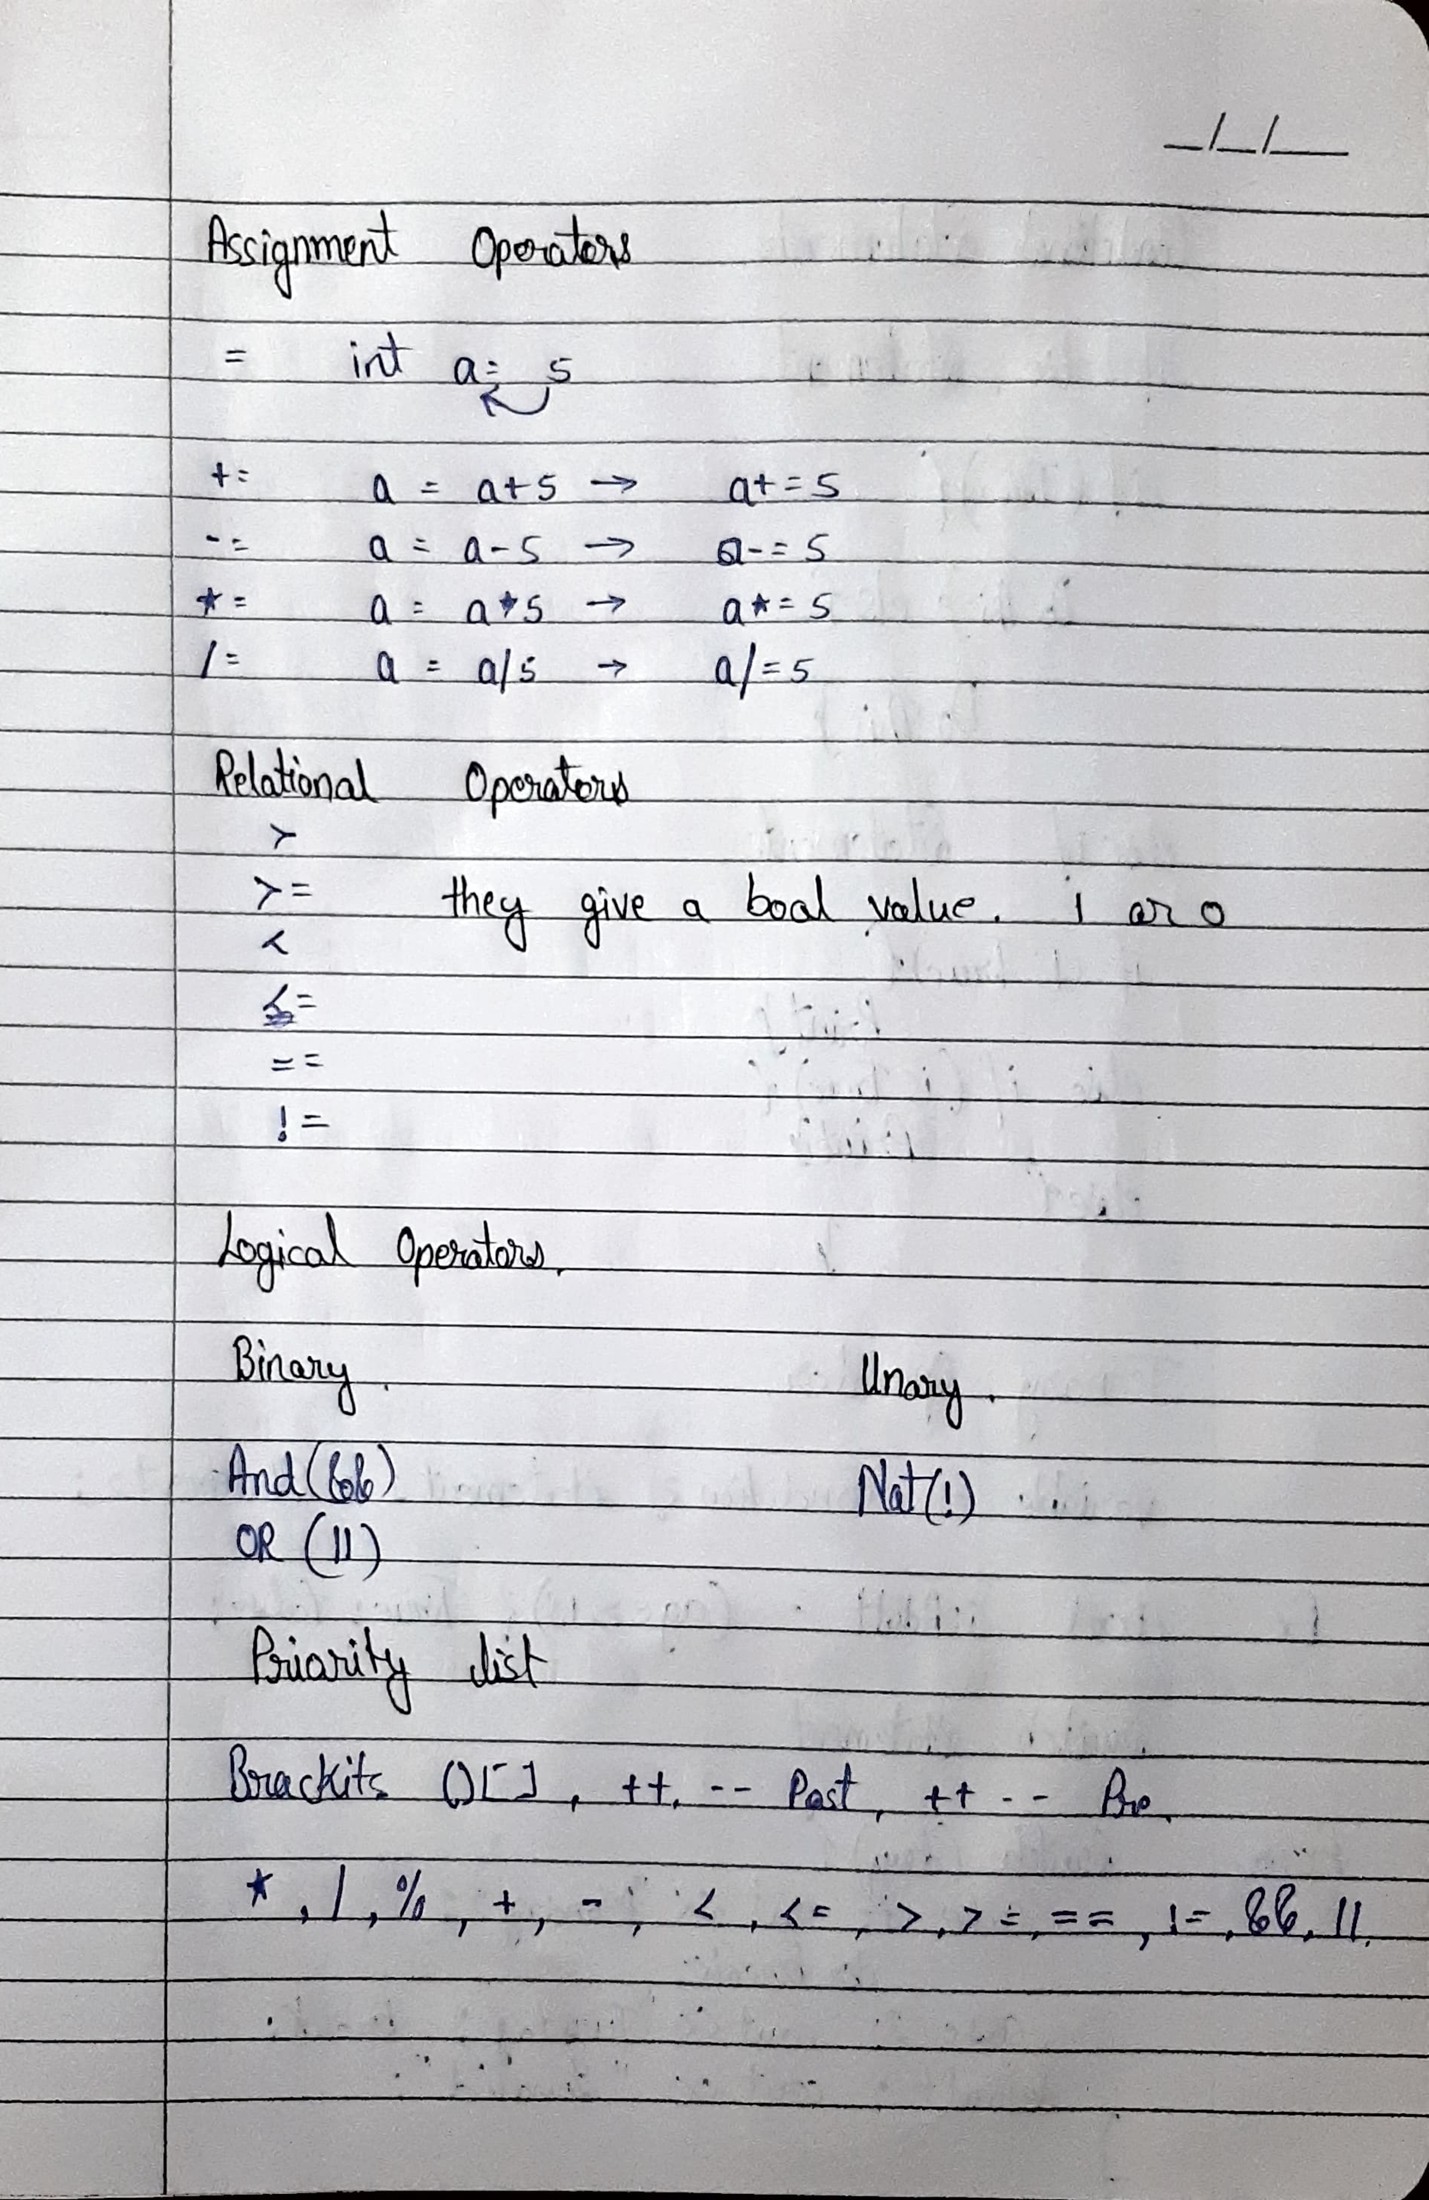 _/_/__
Assignment Operators
= int a = 5
+= a = a+5 → a+=5
-= a = a-5 → a-=5
*= a = a*5 → a*=5
/= a = a/5 → a/=5
Relational Operators
>
>= they give a bool value. 1 or 0
<
<=
==
!=
Logical Operators.
Binary. Unary.
And (&&) Not (!)
OR (||)
Priority list
Brackits ()[], ++, -- Post, ++ -- Pre.
*, /, %, +, -, <, <=, >, >=, ==, !=, &&, ||.